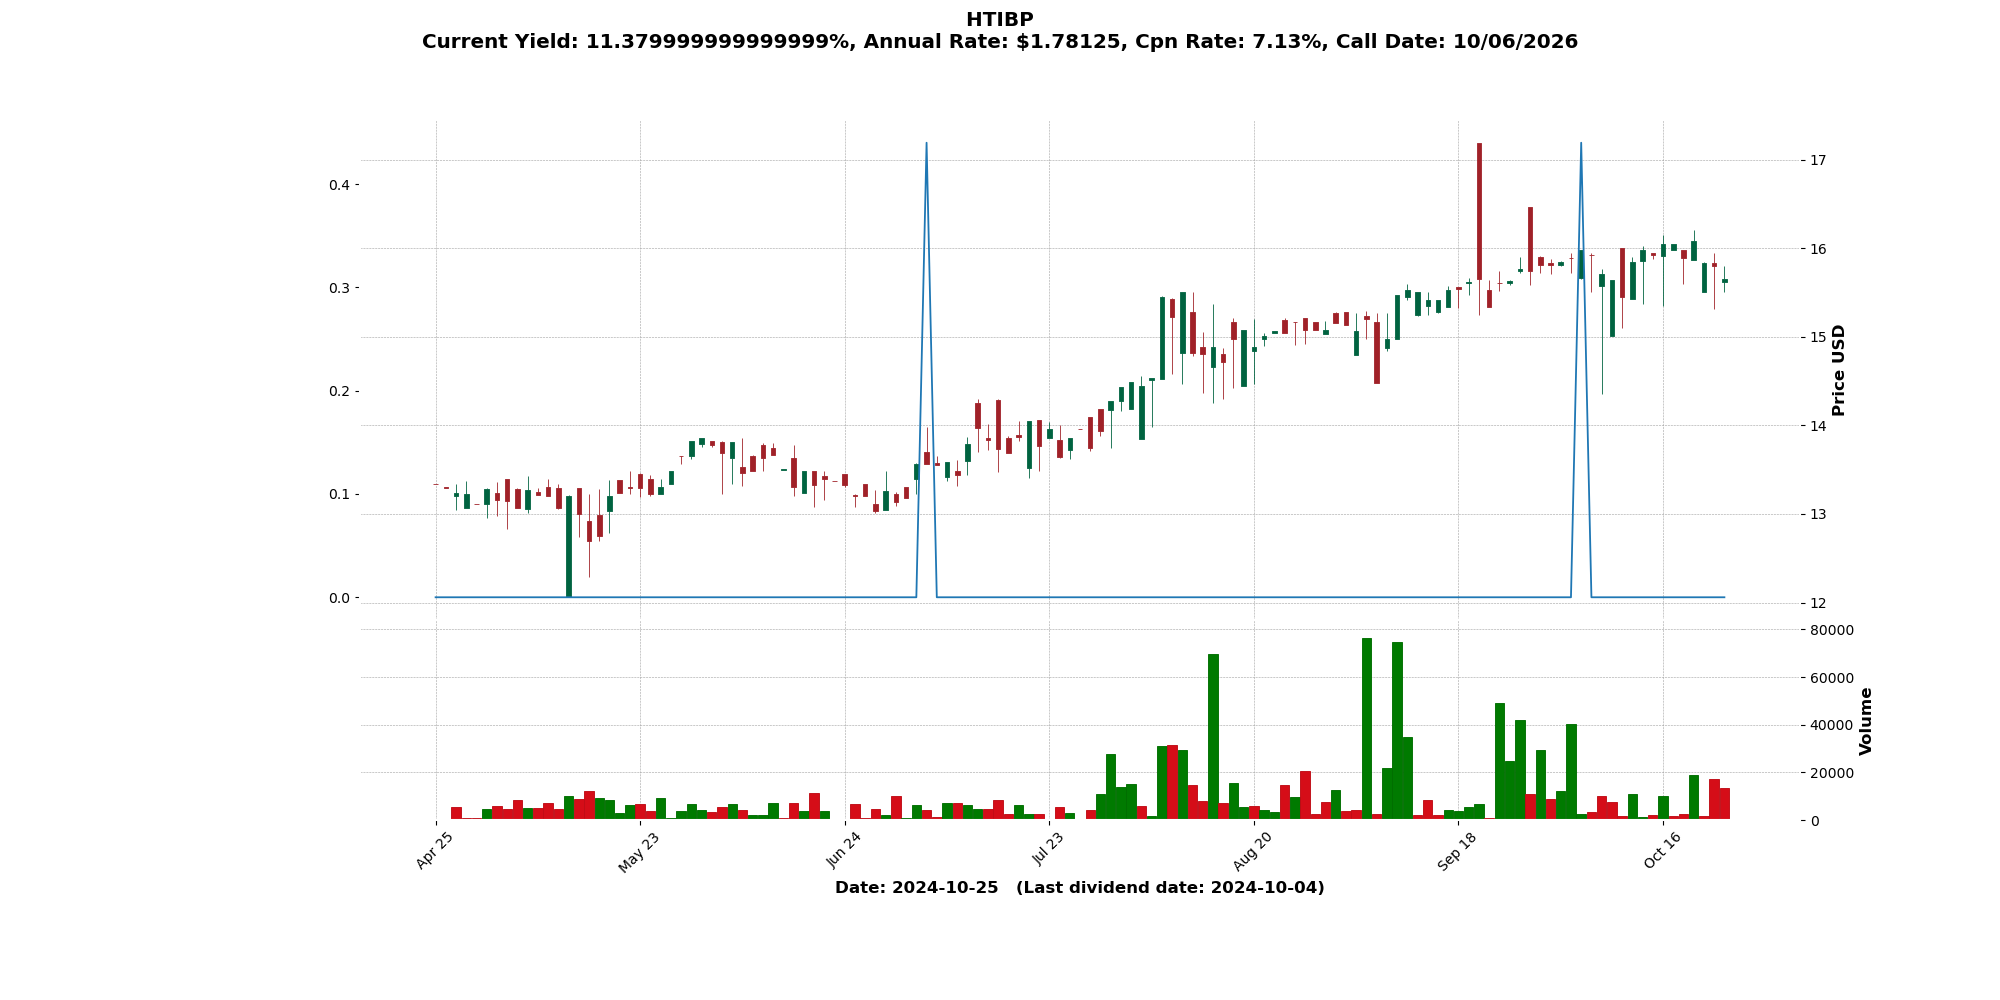 HTIBP
Current Yield: 11.379999999999999%, Annual Rate: $1.78125, Cpn Rate: 7.13%, Call Date: 10/06/2026
0.4
0.3
0.2
0.1
0.0
17
16
15
14
13
12
Price USD
80000
60000
40000
20000
0
Volume
Apr 25
May 23
Jun 24
Jul 23
Aug 20
Sep 18
Oct 16
Date: 2024-10-25   (Last dividend date: 2024-10-04)